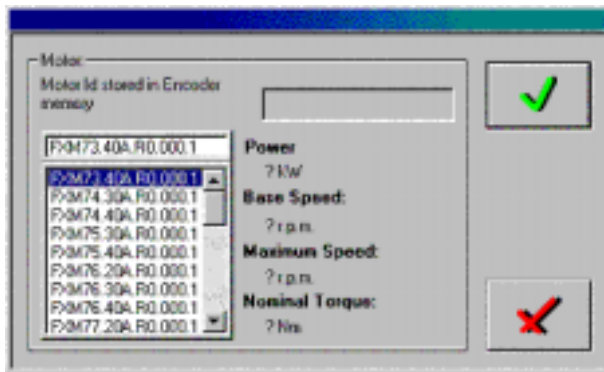 Motor
Motor Id stored in Encoder
memory
FXM73.40A.R0.000.1
FXM73.40A.R0.000.1
FXM74.30A.R0.000.1
FXM74.40A.R0.000.1
FXM75.30A.R0.000.1
FXM75.40A.R0.000.1
FXM76.20A.R0.000.1
FXM76.30A.R0.000.1
FXM76.40A.R0.000.1
FXM77.20A.R0.000.1
Power
? kW
Base Speed:
? r.p.m.
Maximum Speed:
? r.p.m.
Nominal Torque:
? Nm